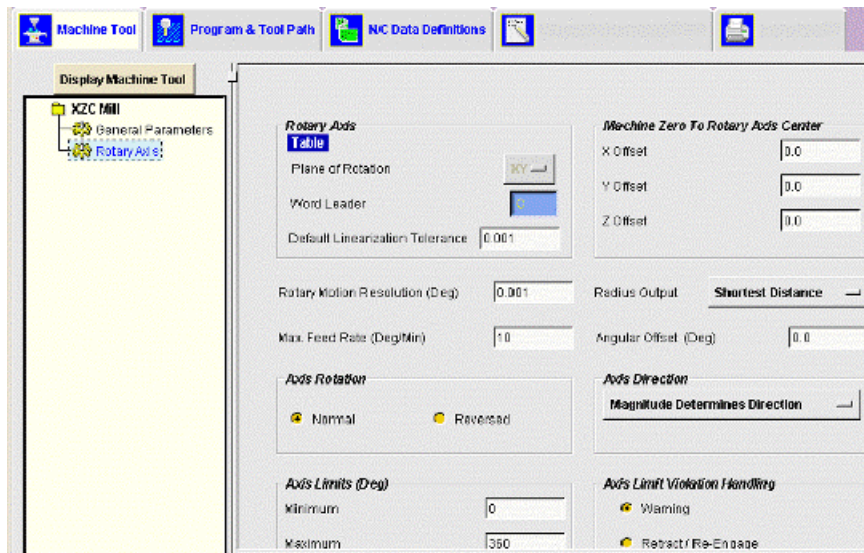 Machine Tool
Program & Tool Path
N/C Data Definitions
Display Machine Tool
XZC Mill
General Parameters
Rotary Axis
Rotary Axis
Table
Plane of Rotation
XY
Word Leader
Default Linearization Tolerance
0.001
Machine Zero To Rotary Axis Center
X Offset
0.0
Y Offset
0.0
Z Offset
0.0
Rotary Motion Resolution (Deg)
0.001
Radius Output
Shortest Distance
Max. Feed Rate (Deg/Min)
10
Angular Offset (Deg)
0.0
Axis Rotation
Normal
Reversed
Axis Direction
Magnitude Determines Direction
Axis Limits (Deg)
Minimum
0
Maximum
360
Axis Limit Violation Handling
Warning
Retract / Re-Engage